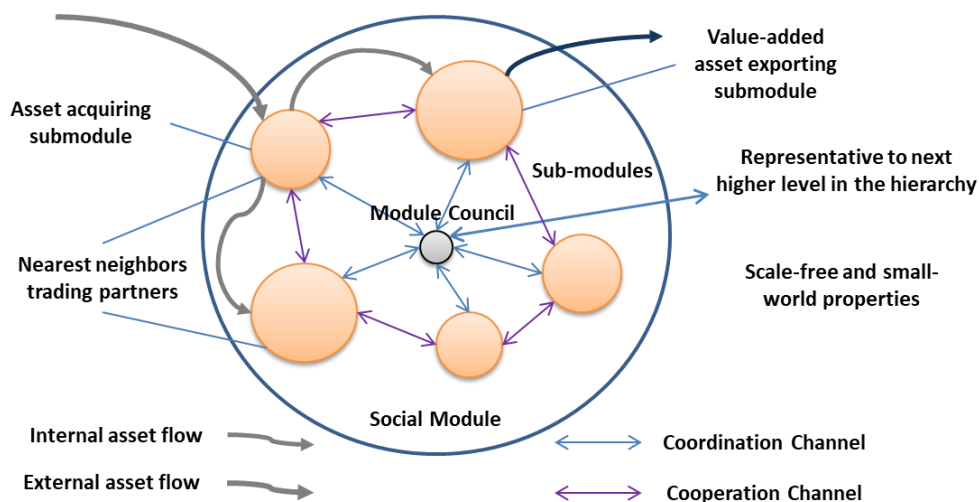 Value-added
asset exporting
submodule
Asset acquiring
submodule
Sub-modules
Representative to next
higher level in the hierarchy
Module Council
Nearest neighbors
trading partners
Scale-free and small-
world properties
Social Module
Internal asset flow
Coordination Channel
External asset flow
Cooperation Channel